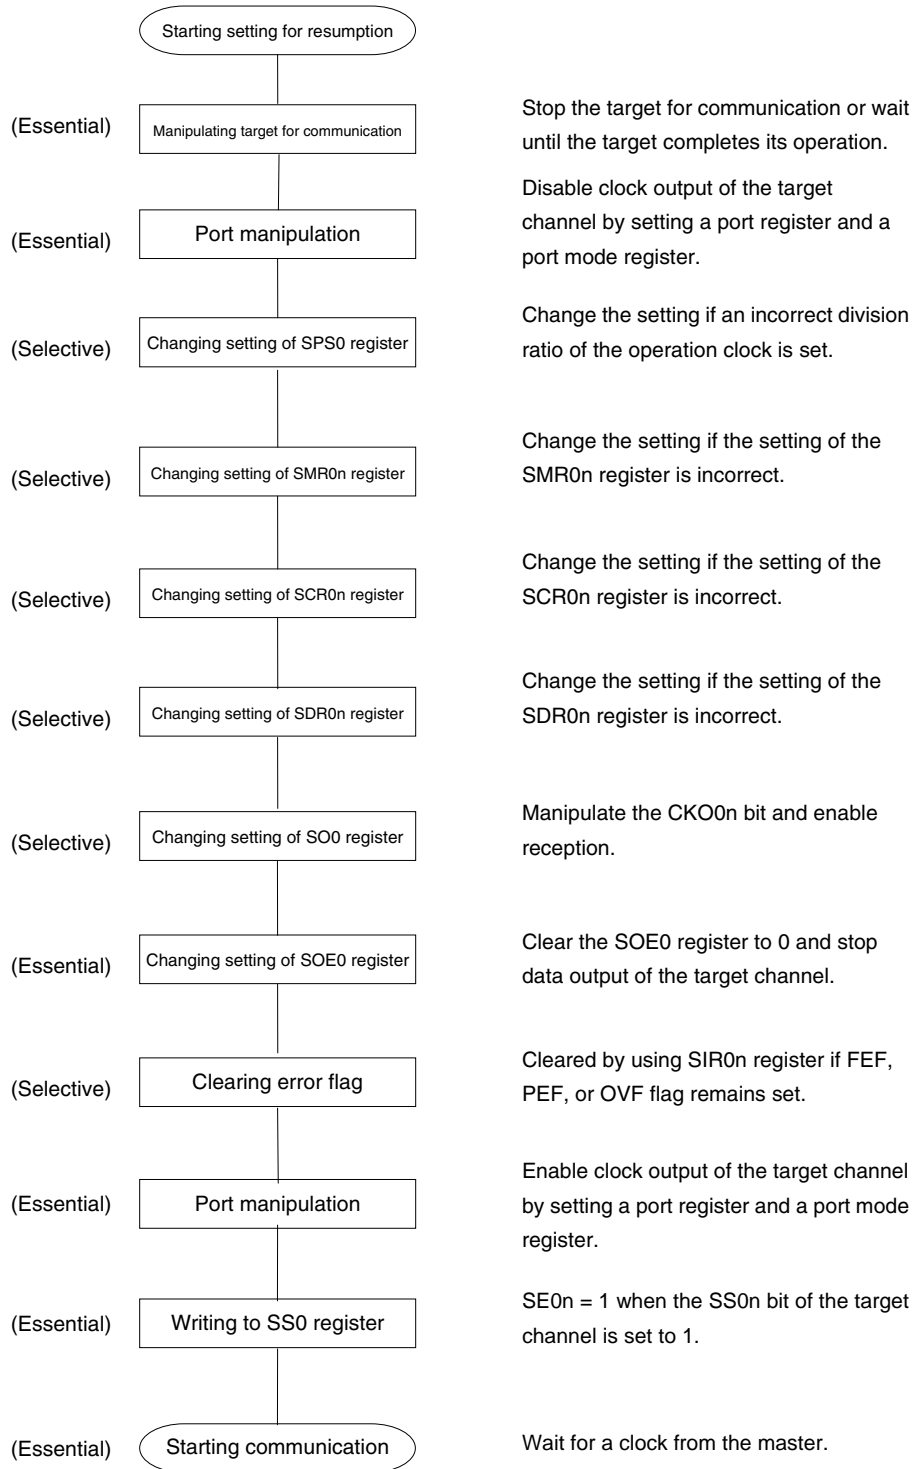 Starting setting for resumption
(Essential)
Manipulating target for communication
Stop the target for communication or wait
until the target completes its operation.
(Essential)
Port manipulation
Disable clock output of the target
channel by setting a port register and a
port mode register.
(Selective)
Changing setting of SPS0 register
Change the setting if an incorrect division
ratio of the operation clock is set.
(Selective)
Changing setting of SMR0n register
Change the setting if the setting of the
SMR0n register is incorrect.
(Selective)
Changing setting of SCR0n register
Change the setting if the setting of the
SCR0n register is incorrect.
(Selective)
Changing setting of SDR0n register
Change the setting if the setting of the
SDR0n register is incorrect.
(Selective)
Changing setting of SO0 register
Manipulate the CKO0n bit and enable
reception.
(Essential)
Changing setting of SOE0 register
Clear the SOE0 register to 0 and stop
data output of the target channel.
(Selective)
Clearing error flag
Cleared by using SIR0n register if FEF,
PEF, or OVF flag remains set.
(Essential)
Port manipulation
Enable clock output of the target channel
by setting a port register and a port mode
register.
(Essential)
Writing to SS0 register
SE0n = 1 when the SS0n bit of the target
channel is set to 1.
(Essential)
Starting communication
Wait for a clock from the master.